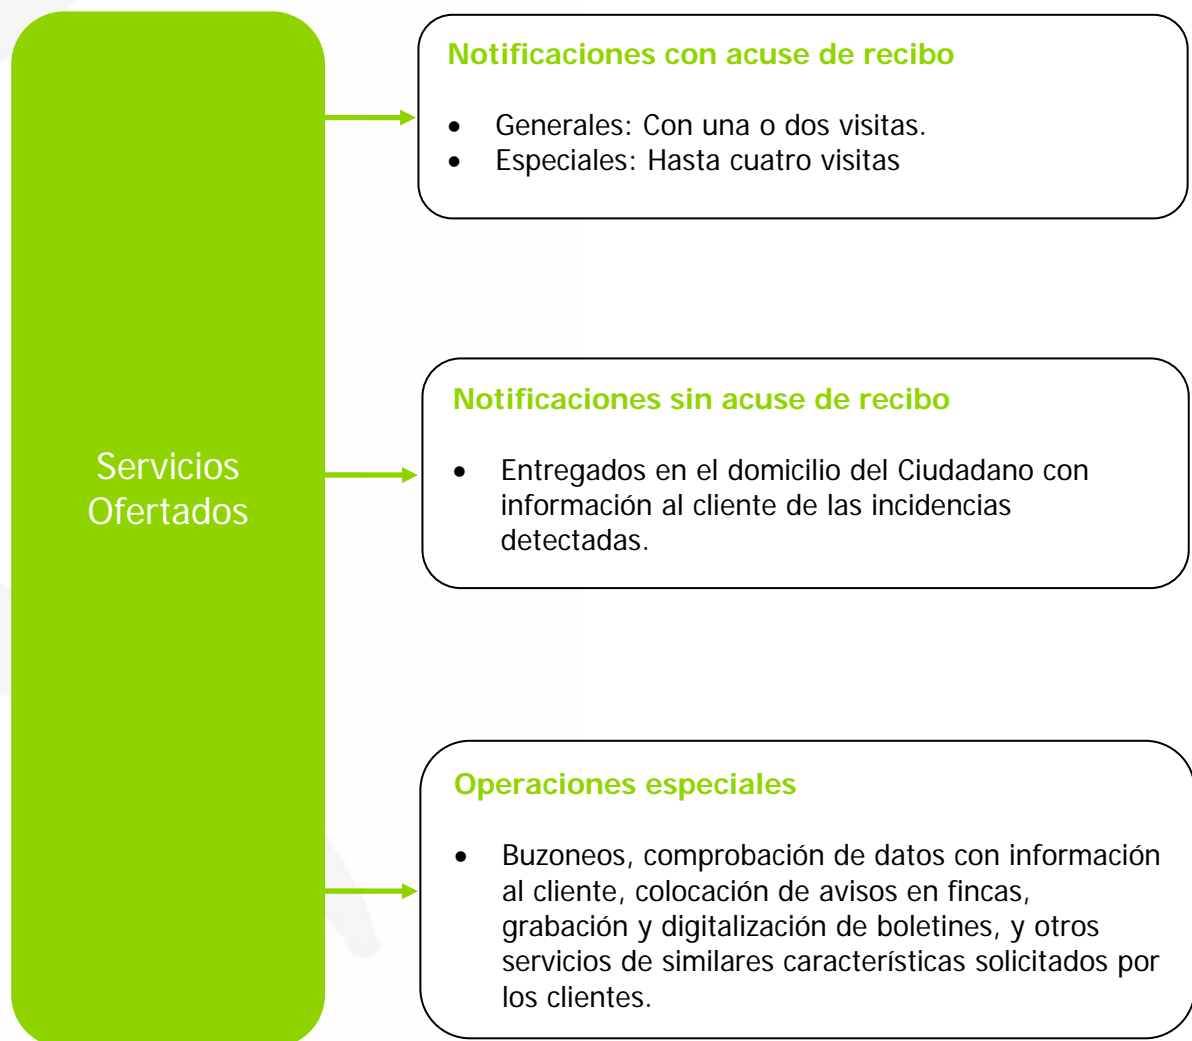 Servicios
Ofertados
Notificaciones con acuse de recibo
• Generales: Con una o dos visitas.
• Especiales: Hasta cuatro visitas
Notificaciones sin acuse de recibo
• Entregados en el domicilio del Ciudadano con
información al cliente de las incidencias
detectadas.
Operaciones especiales
• Buzoneos, comprobación de datos con información
al cliente, colocación de avisos en fincas,
grabación y digitalización de boletines, y otros
servicios de similares características solicitados por
los clientes.